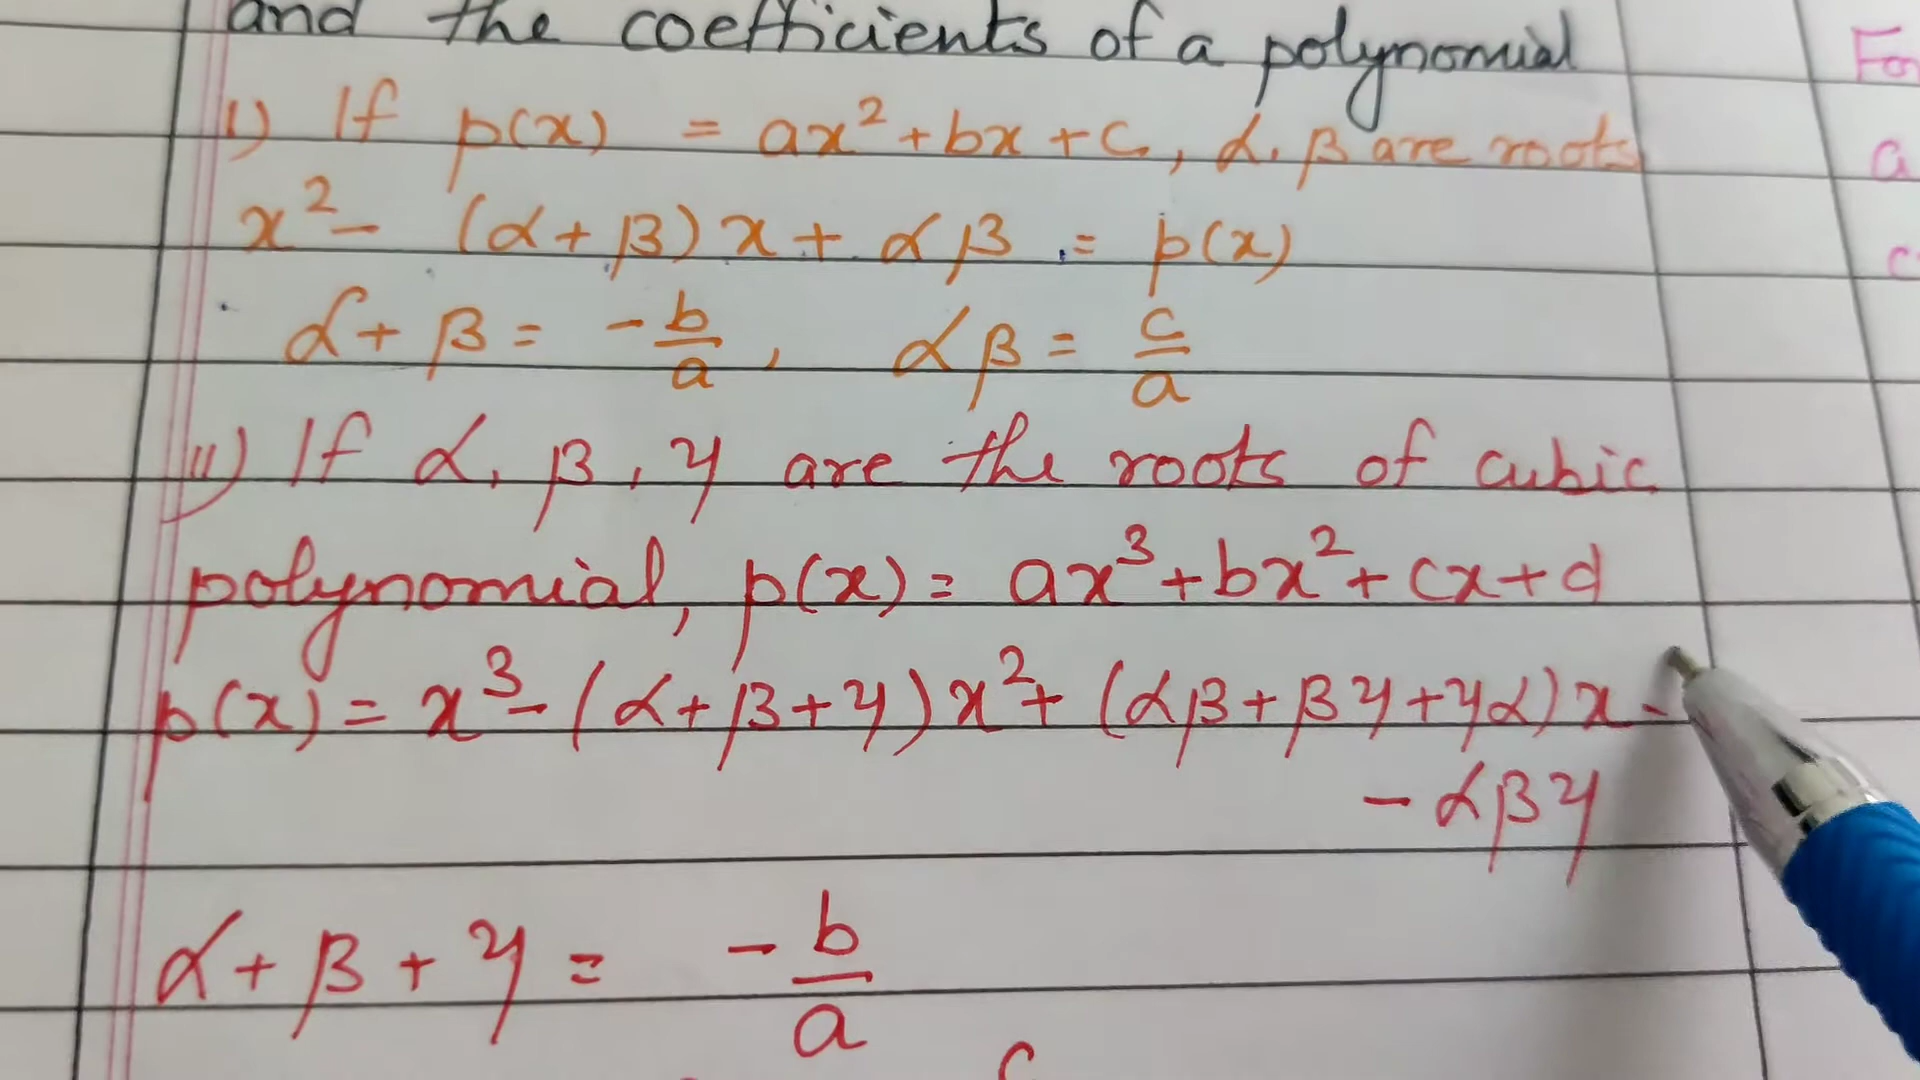 and the coefficients of a polynomial
i) If p(x) = ax²+bx+c, α, β are roots
x² - (α+β)x + αβ = p(x)
α+β = -b/a, αβ = c/a
ii) If α, β, γ are the roots of cubic
polynomial, p(x) = ax³+bx²+cx+d
p(x) = x³-(α+β+γ)x²+(αβ+βγ+γα)x -
- αβγ
α+β+γ = -b/a